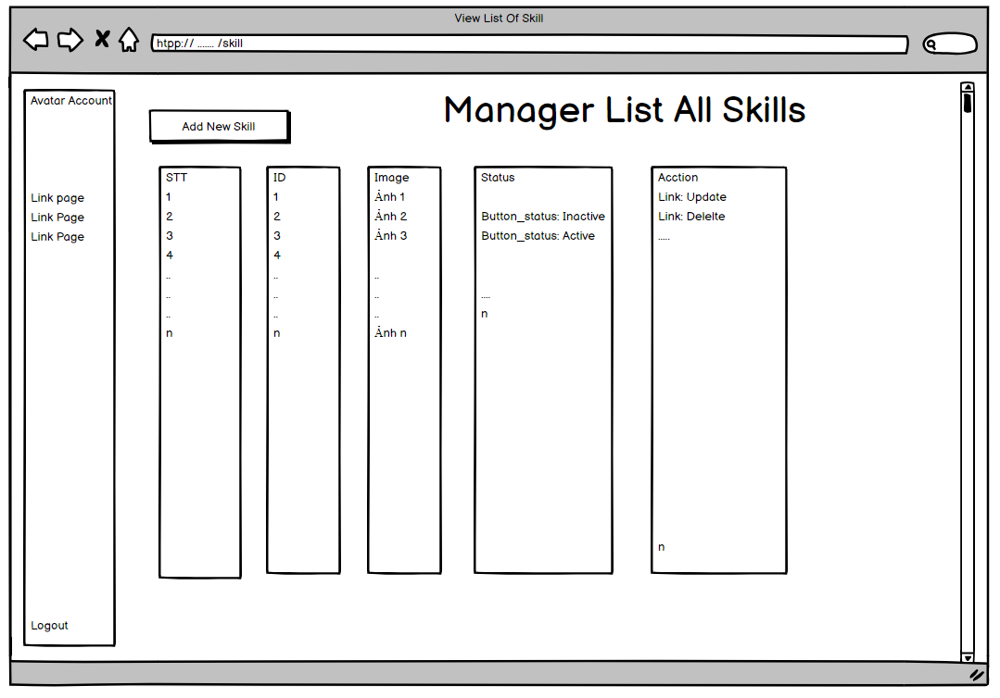 View List Of Skill
htpp:// ....... /skill
Avatar Account
Link page
Link Page
Link Page
Logout
Add New Skill
Manager List All Skills
STT
1
2
3
4
..
..
..
n
ID
1
2
3
4
..
..
..
n
Image
Ảnh 1
Ảnh 2
Ảnh 3
..
..
..
Ảnh n
Status
Button_status: Inactive
Button_status: Active
....
n
Acction
Link: Update
Link: Delelte
.....
n